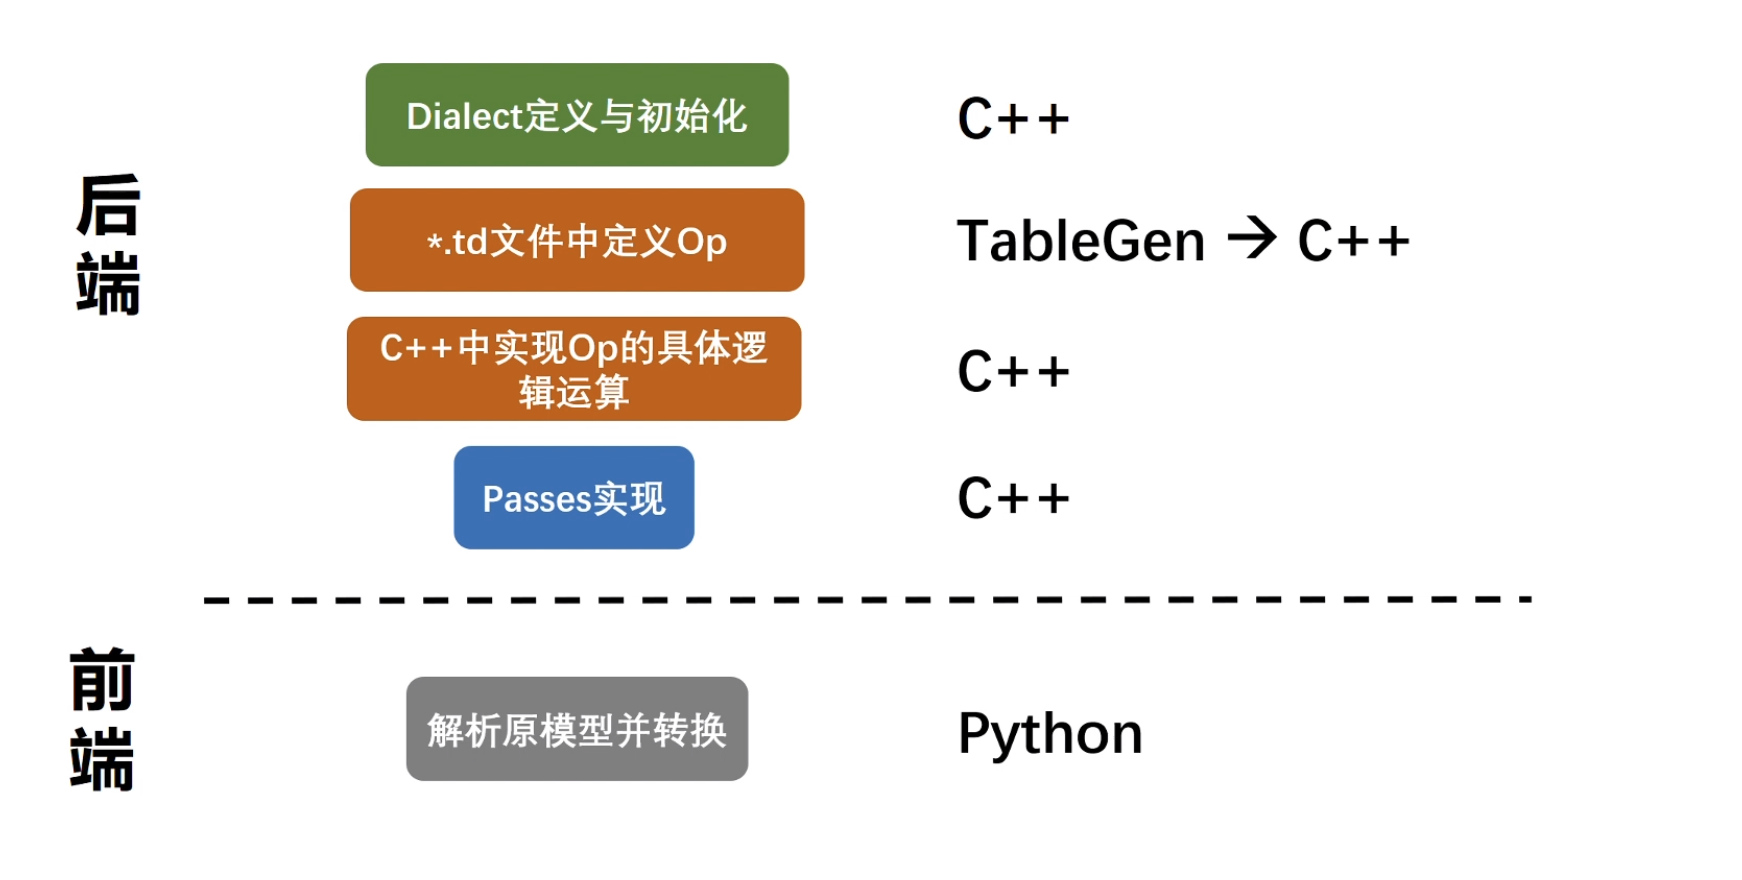 后端
Dialect定义与初始化
C++
*.td文件中定义Op
TableGen → C++
C++中实现Op的具体逻
辑运算
C++
Passes实现
C++
前端
解析原模型并转换
Python